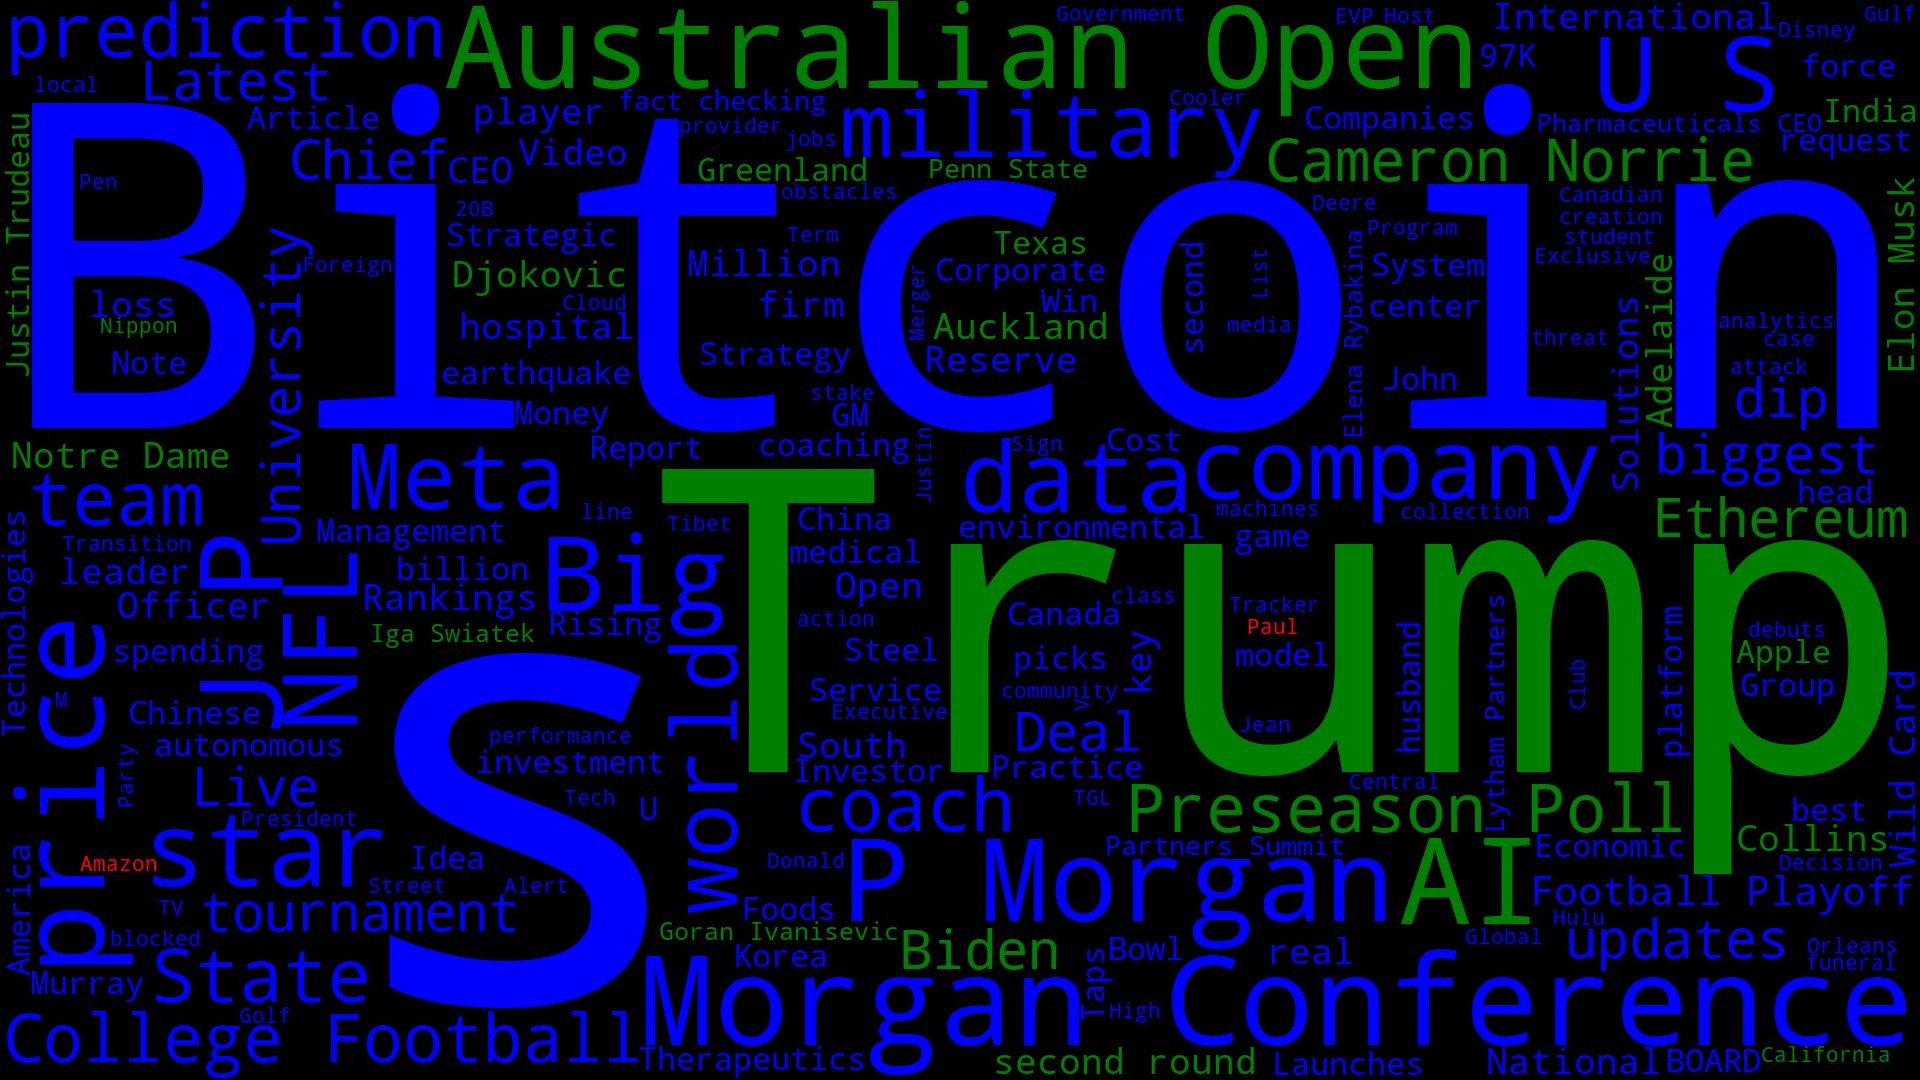 prediction
Australian Open
Government
EVP
Host
International
Disney
Gulf
local
Latest
97K
U S
force
Article
player
fact checking
military
Cooler
Companies
Pharmaceuticals
CEO
India
provider
jobs
request
Justin Trudeau
Chief
CEO
Video
Greenland
Penn State
Cameron Norrie
Pen
obstacles
Bitcoin
20B
Deere
Canadian
creation
Elon Musk
Strategic
Term
Texas
Program
student
University
Foreign
Djokovic
Million
Corporate
second
List
Elena Rybakina
System
Exclusive
loss
Cloud
firm
Merger
Win
center
Solutions
Adelaide
Nippon
hospital
Auckland
media
threat
analytics
case
Note
earthquake
Strategy
Reserve
John
attack
Money
stake
GM
dip
Notre Dame
Report
coaching
Justin
Sign
Cost
team
Meta
data
company
biggest
head
Technologies
line
Tibet
China
environmental
machines
collection
Ethereum
Transition
Management
game
leader
J P
billion
Big
medical
Officer
NFL
Rankings
Open
Trump
Canada
class
Tracker
Iga Swiatek
Rising
world
action
Paul
debuts
spending
Steel
picks
key
model
husband
Lytham Partners
club
platform
Apple
price
M
Service
community
V
Group
Chinese
Executive
Wild Card
S
Deal
Jean
autonomous
performance
South
Party
investment
Investor
Practice
Live
Tech
U
coach
TGL
Central
Preseason Poll
best
President
star
Collins
America
Amazon
Idea
Donald
P Morgan
Partners Summit
AI
Economic
Decision
Street
Alert
Football Playoff
TV
tournament
Foods
Hulu
blocked
Goran Ivanisevic
Biden
Bowl
real
Global
updates
Orleans
funeral
Murray
State
Korea
Taps
Golf
Morgan
High
Conference
College Football
Therapeutics
second round
Launches
National
BOARD
California